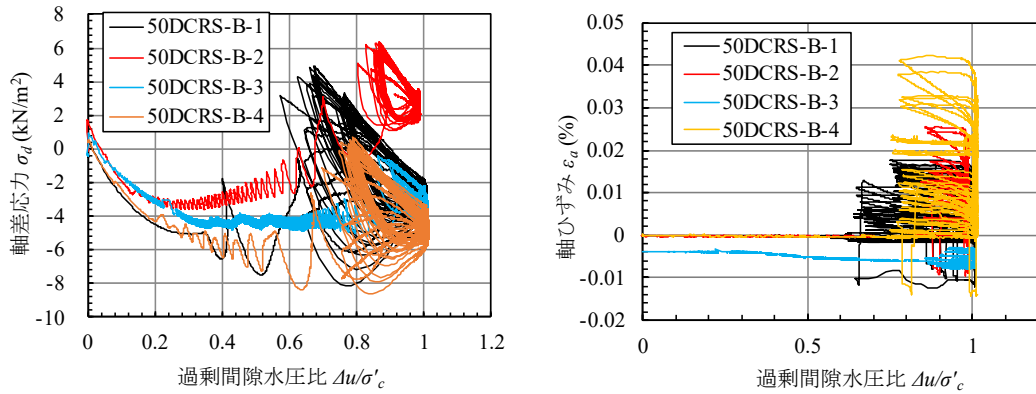 8
6
4
2
0
-2
-4
-6
-8
-10
軸差応力 σd (kN/m²)
50DCRS-B-1
50DCRS-B-2
50DCRS-B-3
50DCRS-B-4
0 0.2 0.4 0.6 0.8 1 1.2
過剰間隙水圧比 Δu/σ'c
0.05
0.04
0.03
0.02
0.01
0
-0.01
-0.02
軸ひずみ εa (%)
50DCRS-B-1
50DCRS-B-2
50DCRS-B-3
50DCRS-B-4
0 1
過剰間隙水圧比 Δu/σ'c